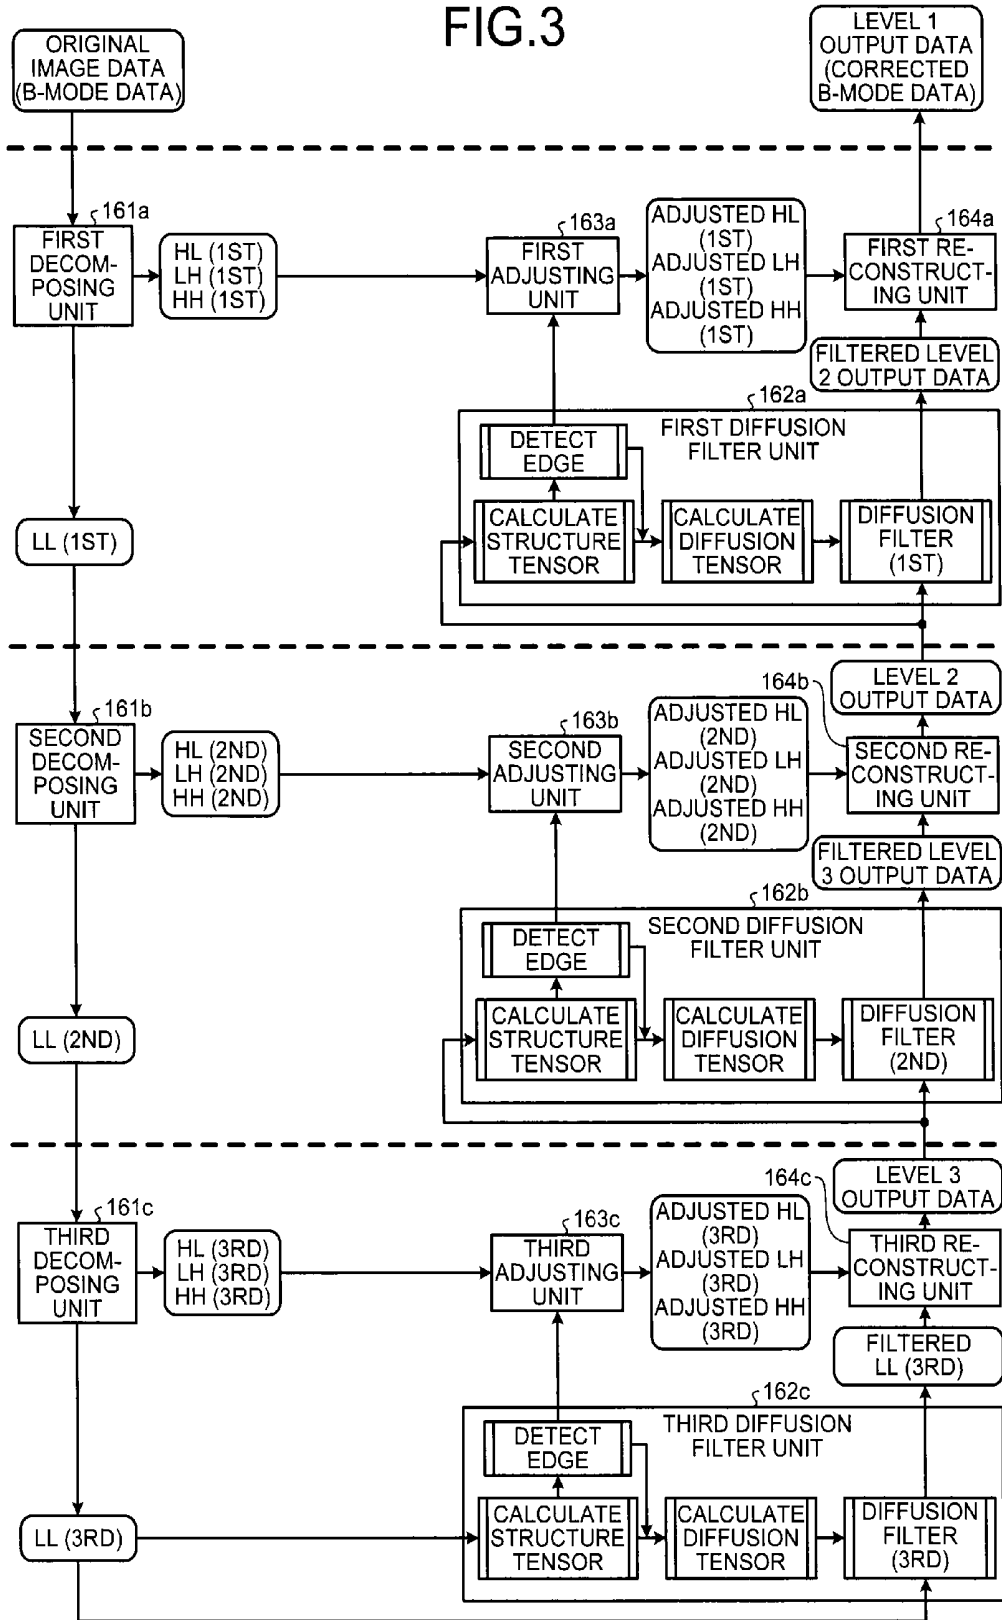 FIG.3
ORIGINAL
IMAGE DATA
(B-MODE DATA)
LEVEL 1
OUTPUT DATA
(CORRECTED
B-MODE DATA)
161a
FIRST
DECOM-
POSING
UNIT
HL (1ST)
LH (1ST)
HH (1ST)
163a
FIRST
ADJUSTING
UNIT
ADJUSTED HL
(1ST)
ADJUSTED LH
(1ST)
ADJUSTED HH
(1ST)
164a
FIRST RE-
CONSTRUCT-
ING UNIT
FILTERED LEVEL
2 OUTPUT DATA
162a
FIRST DIFFUSION
FILTER UNIT
DETECT
EDGE
CALCULATE
STRUCTURE
TENSOR
CALCULATE
DIFFUSION
TENSOR
DIFFUSION
FILTER
(1ST)
LL (1ST)
LEVEL 2
OUTPUT DATA
161b
SECOND
DECOM-
POSING
UNIT
HL (2ND)
LH (2ND)
HH (2ND)
163b
SECOND
ADJUSTING
UNIT
ADJUSTED HL
(2ND)
ADJUSTED LH
(2ND)
ADJUSTED HH
(2ND)
164b
SECOND RE-
CONSTRUCT-
ING UNIT
FILTERED LEVEL
3 OUTPUT DATA
162b
SECOND DIFFUSION
FILTER UNIT
DETECT
EDGE
CALCULATE
STRUCTURE
TENSOR
CALCULATE
DIFFUSION
TENSOR
DIFFUSION
FILTER
(2ND)
LL (2ND)
LEVEL 3
OUTPUT DATA
161c
THIRD
DECOM-
POSING
UNIT
HL (3RD)
LH (3RD)
HH (3RD)
163c
THIRD
ADJUSTING
UNIT
ADJUSTED HL
(3RD)
ADJUSTED LH
(3RD)
ADJUSTED HH
(3RD)
164c
THIRD RE-
CONSTRUCT-
ING UNIT
FILTERED
LL (3RD)
162c
THIRD DIFFUSION
FILTER UNIT
DETECT
EDGE
CALCULATE
STRUCTURE
TENSOR
CALCULATE
DIFFUSION
TENSOR
DIFFUSION
FILTER
(3RD)
LL (3RD)